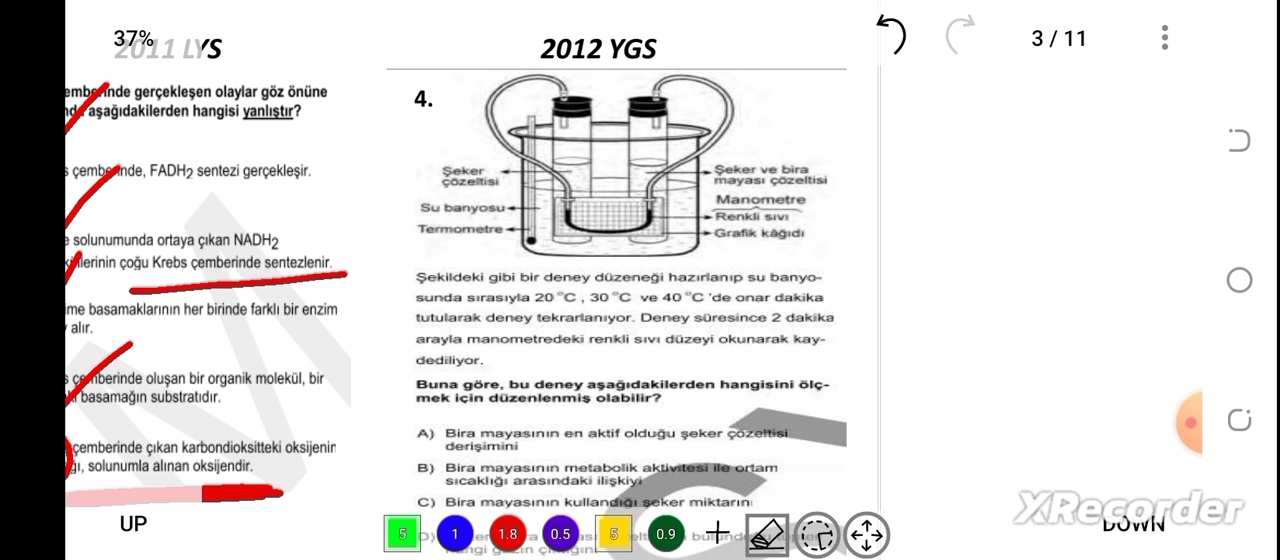 37%
2011 LYS
emberinde gerçekleşen olaylar göz önüne
aşağıdakilerden hangisi yanlıştır?
s çemberinde, FADH2 sentezi gerçekleşir.
e solunumunda ortaya çıkan NADH2
lerinin çoğu Krebs çemberinde sentezlenir.
me basamaklarının her birinde farklı bir enzim
alır.
s çemberinde oluşan bir organik molekül, bir
basamağın substratıdır.
çemberinde çıkan karbondioksitteki oksijenin
ğı, solunumla alınan oksijendir.
UP
2012 YGS
4.
Şeker
çözeltisi
Su banyosu
Termometre
Şeker ve bira
mayası çözeltisi
Manometre
Renkli sıvı
Grafik kâğıdı
Şekildeki gibi bir deney düzeneği hazırlanıp su banyo-
sunda sırasıyla 20 °C , 30 °C ve 40 °C 'de onar dakika
tutularak deney tekrarlanıyor. Deney süresince 2 dakika
arayla manometredeki renkli sıvı düzeyi okunarak kay-
dediliyor.
Buna göre, bu deney aşağıdakilerden hangisini ölç-
mek için düzenlenmiş olabilir?
A) Bira mayasının en aktif olduğu şeker çözeltisi
derişimini
B) Bira mayasının metabolik aktivitesi ile ortam
sıcaklığı arasındaki ilişkiyi
C) Bira mayasının kullandığı şeker miktarını
D)
5
1
1.8
0.5
5
0.9
3 / 11
XRecorder
DOWN